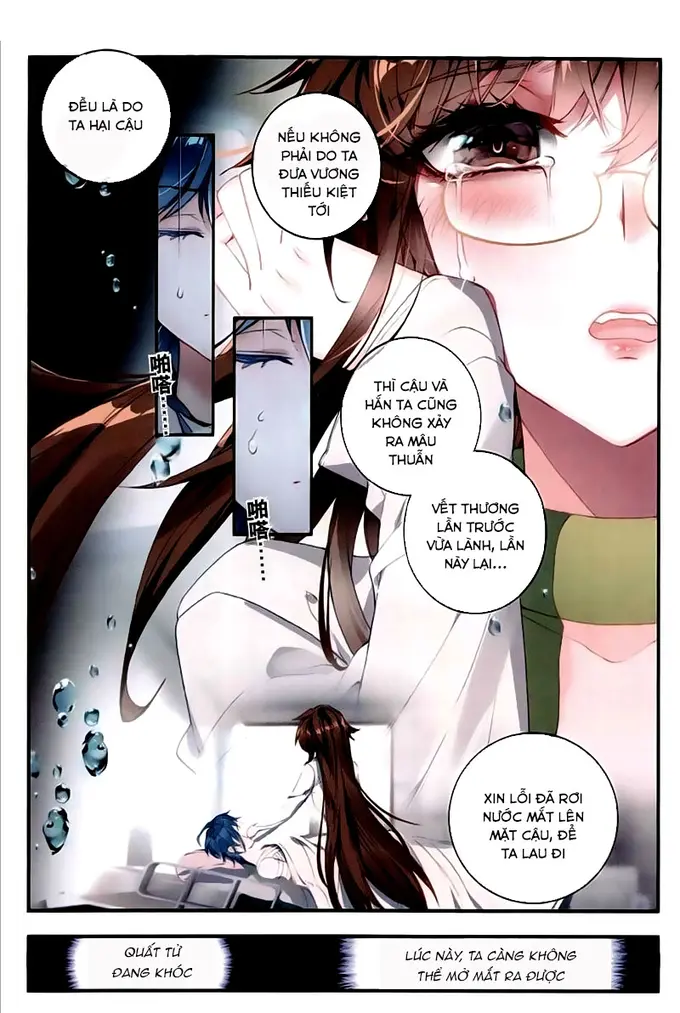 ĐỀU LÀ DO
TA HẠI CẬU
NẾU KHÔNG
PHẢI DO TA
ĐƯA VƯƠNG
THIẾU KIỆT
TỚI
啪嗒......
啪嗒......
THÌ CẬU VÀ
HẮN TA CŨNG
KHÔNG XẢY
RA MÂU
THUẪN
VẾT THƯƠNG
LẦN TRƯỚC
VỪA LÀNH, LẦN
NÀY LẠI...
XIN LỖI ĐÃ RƠI
NƯỚC MẮT LÊN
MẶT CẬU, ĐỂ
TA LAU ĐI
QUẤT TỬ
ĐANG KHÓC
LÚC NÀY, TA CÀNG KHÔNG
THỂ MỞ MẮT RA ĐƯỢC